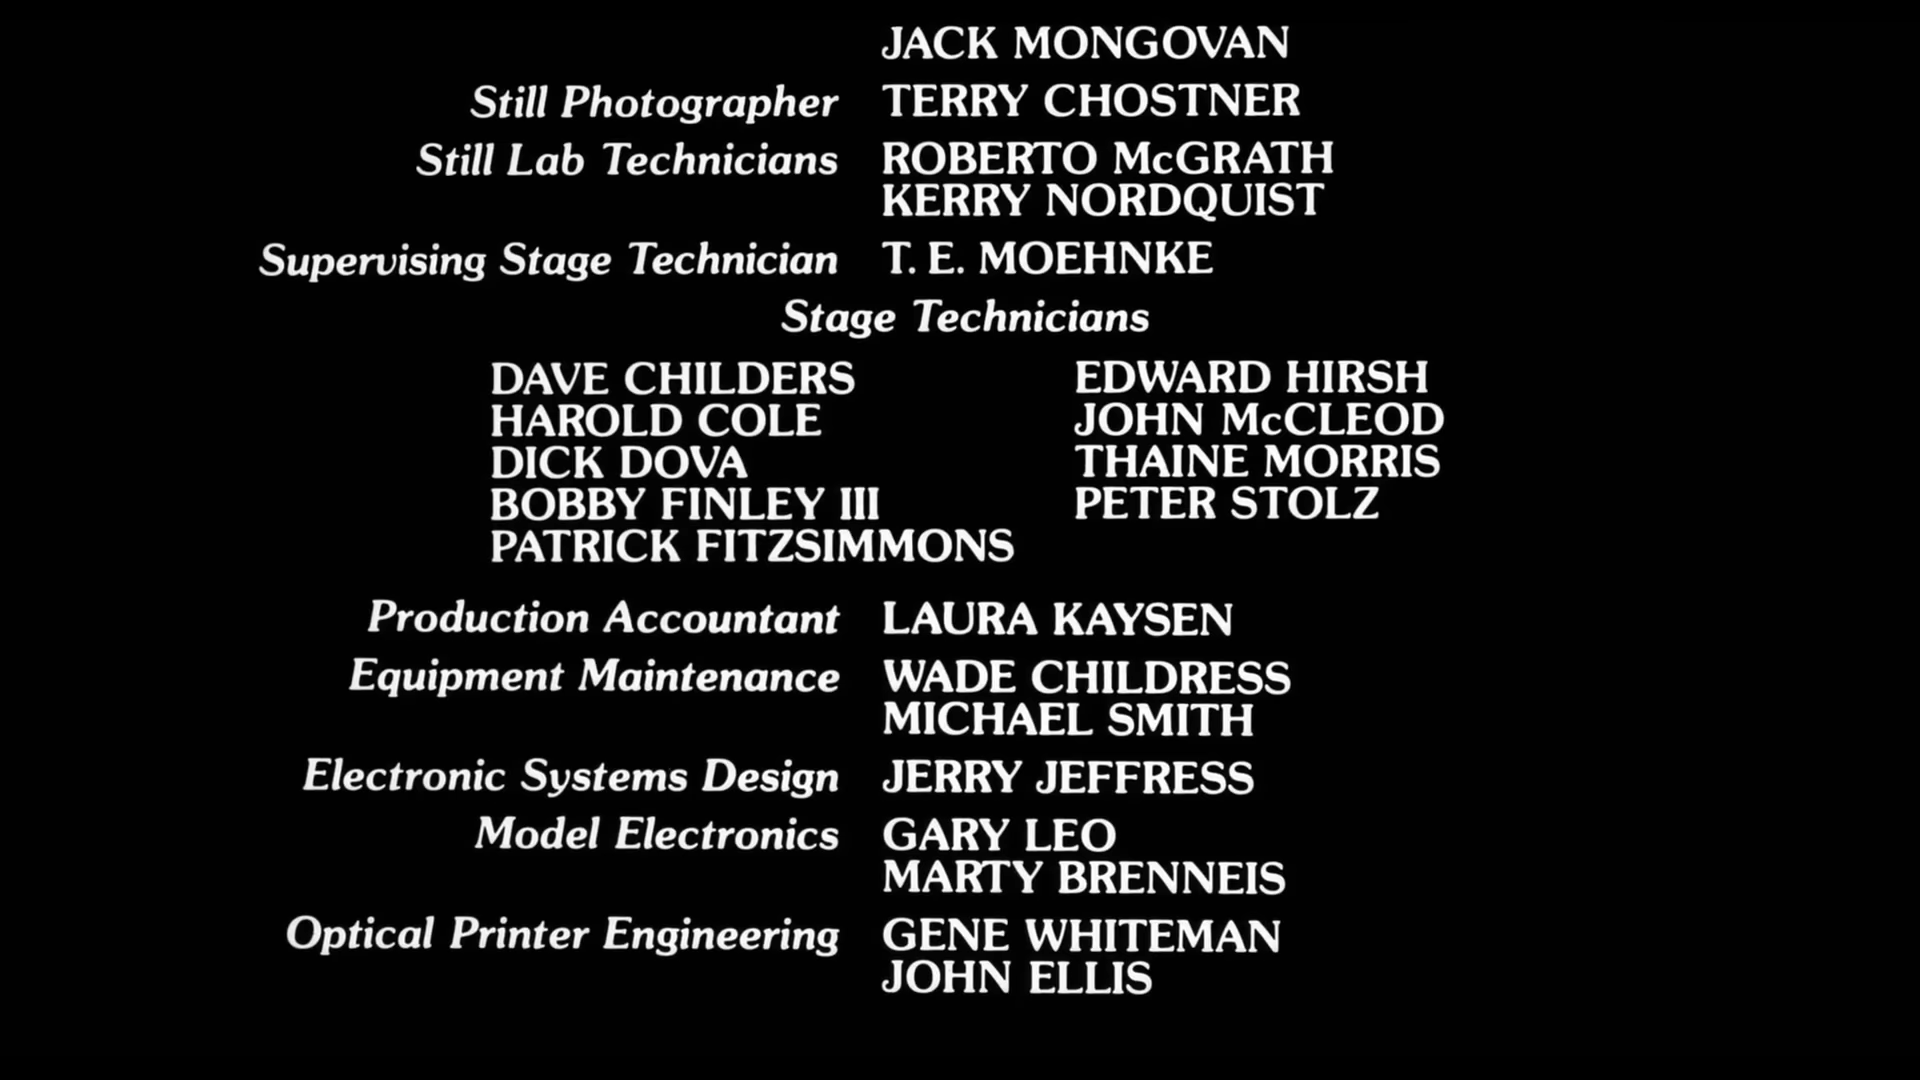 JACK MONGOVAN
Still Photographer TERRY CHOSTNER
Still Lab Technicians ROBERTO McGRATH
KERRY NORDQUIST
Supervising Stage Technician T. E. MOEHNKE
Stage Technicians
DAVE CHILDERS EDWARD HIRSH
HAROLD COLE JOHN McCLEOD
DICK DOVA THAINE MORRIS
BOBBY FINLEY III PETER STOLZ
PATRICK FITZSIMMONS
Production Accountant LAURA KAYSEN
Equipment Maintenance WADE CHILDRESS
MICHAEL SMITH
Electronic Systems Design JERRY JEFFRESS
Model Electronics GARY LEO
MARTY BRENNEIS
Optical Printer Engineering GENE WHITEMAN
JOHN ELLIS